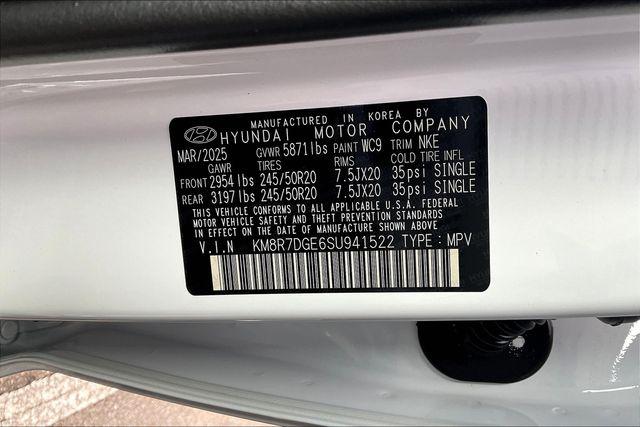 MANUFACTURED IN KOREA BY
HYUNDAI MOTOR COMPANY
MAR/2025 GVWR 5871lbs PAINT WC9 TRIM NKE
GAWR TIRES RIMS COLD TIRE INFL
FRONT 2954 lbs 245/50R20 7.5JX20 35psi SINGLE
REAR 3197 lbs 245/50R20 7.5JX20 35psi SINGLE
THIS VEHICLE CONFORMS TO ALL APPLICABLE U.S.A. FEDERAL
MOTOR VEHICLE SAFETY AND THEFT PREVENTION STANDARDS
IN EFFECT ON THE DATE OF MANUFACTURE SHOWN ABOVE
V.I.N KM8R7DGE6SU941522 TYPE : MPV